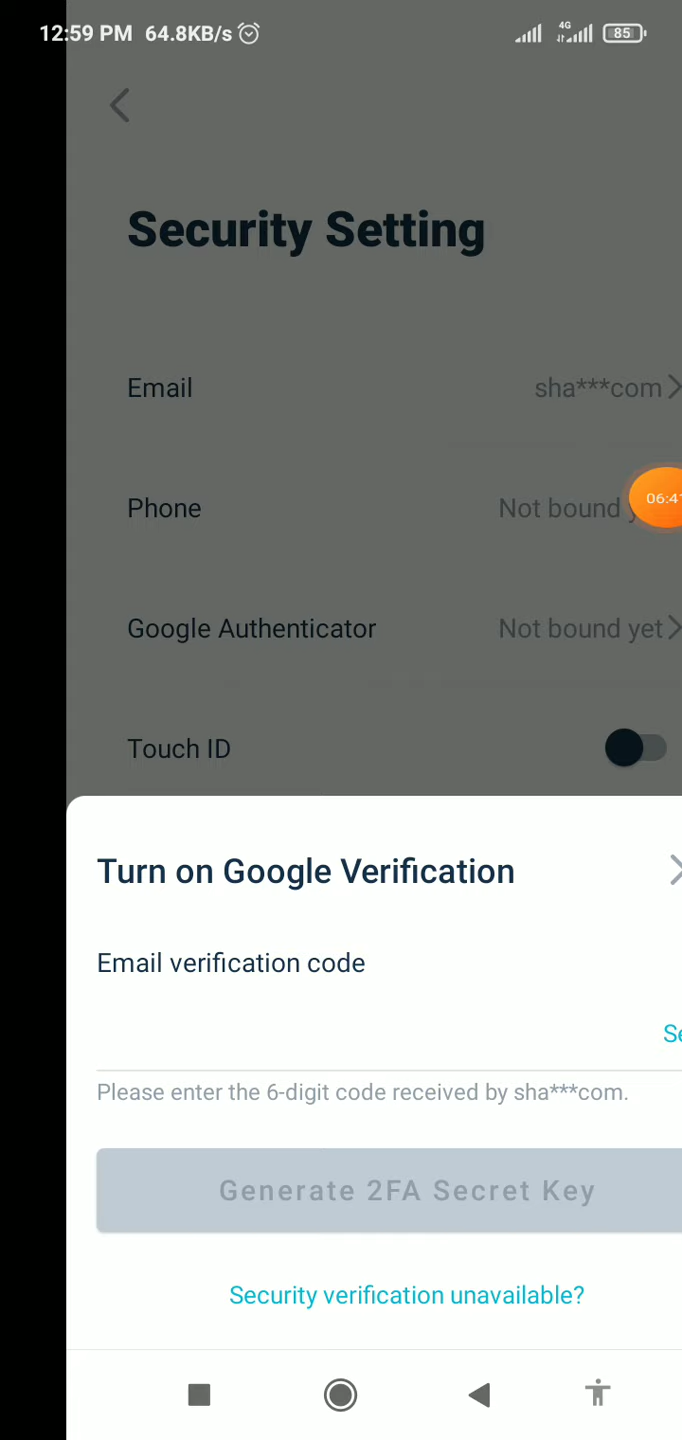 12:59 PM 64.8KB/s 4G 85
Security Setting
Email sha***com
Phone Not bound
06:4
Google Authenticator Not bound yet
Touch ID
Turn on Google Verification
Email verification code
Please enter the 6-digit code received by sha***com.
Generate 2FA Secret Key
Security verification unavailable?